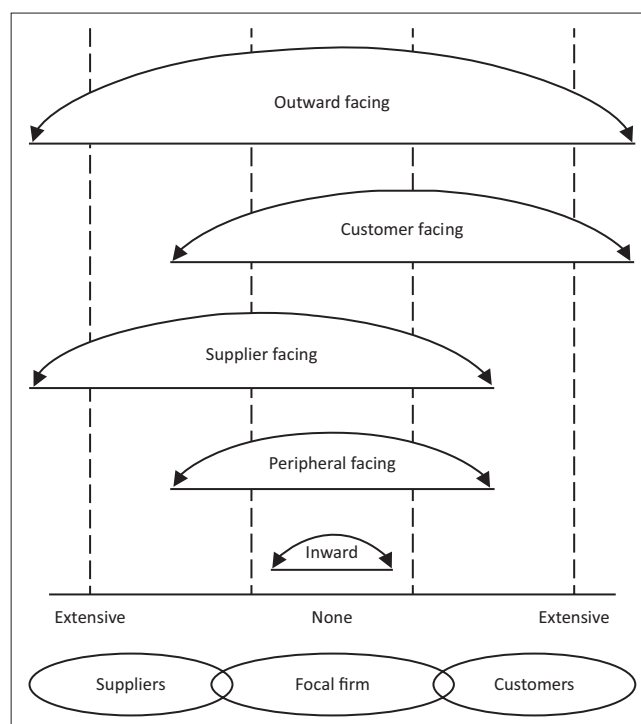 Outward facing
Customer facing
Supplier facing
Peripheral facing
Inward
Extensive None Extensive
Suppliers Focal firm Customers